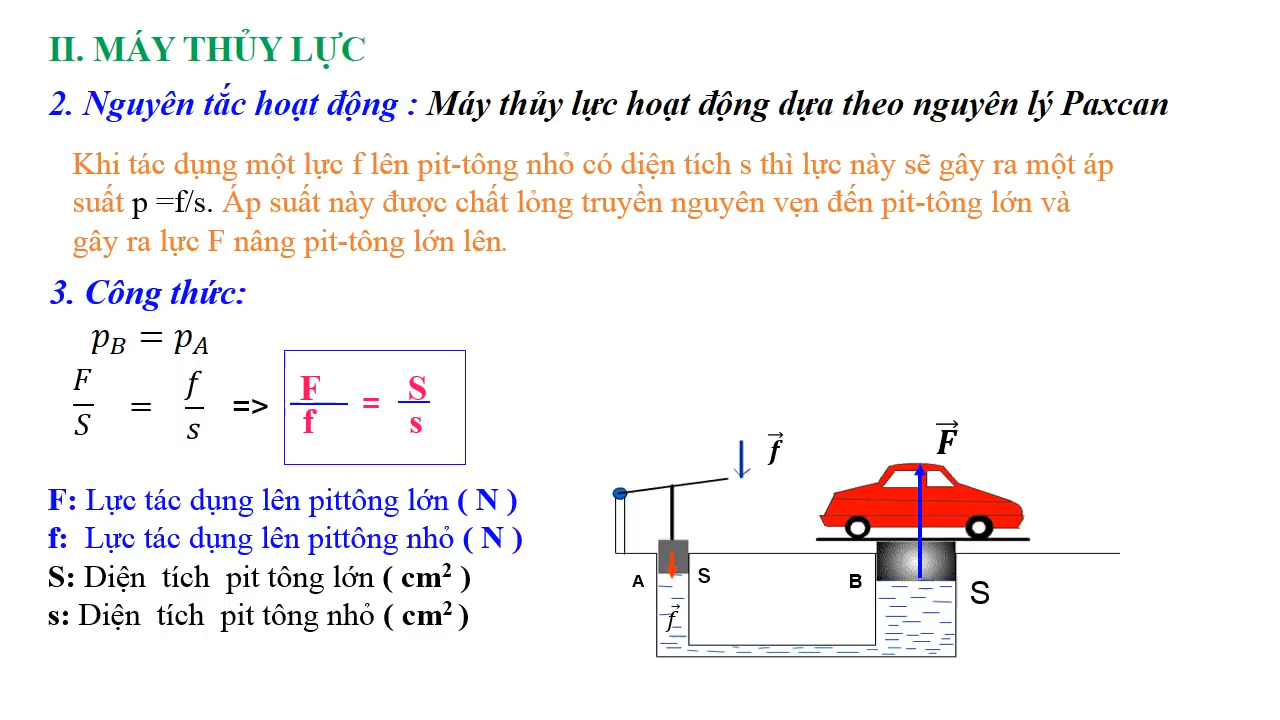 II. MÁY THỦY LỰC
2. Nguyên tắc hoạt động : Máy thủy lực hoạt động dựa theo nguyên lý Paxcan
Khi tác dụng một lực f lên pit-tông nhỏ có diện tích s thì lực này sẽ gây ra một áp
suất p =f/s. Áp suất này được chất lỏng truyền nguyên vẹn đến pit-tông lớn và
gây ra lực F nâng pit-tông lớn lên.
3. Công thức:
p_B = p_A
F/S = f/s => F/f = S/s
F: Lực tác dụng lên pittông lớn ( N )
f: Lực tác dụng lên pittông nhỏ ( N )
S: Diện tích pit tông lớn ( cm² )
s: Diện tích pit tông nhỏ ( cm² )
f⃗
F⃗
A
S
B
S
f⃗